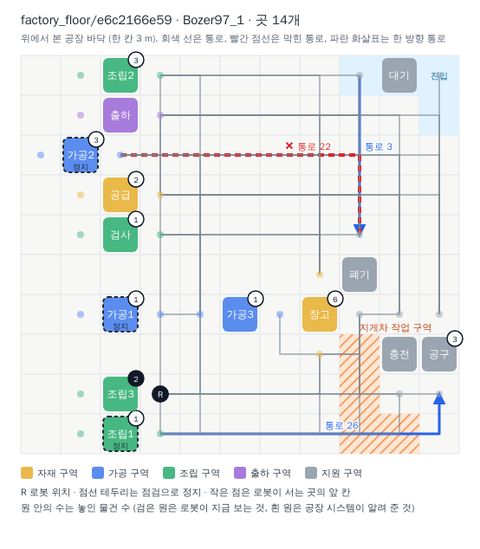 factory_floor/e6c2166e59 · Bozer97_1 · 곳 14개
위에서 본 공장 바닥 (한 칸 3 m). 회색 선은 통로, 빨간 점선은 막힌 통로, 파란 화살표는 한 방향 통로
조립2 3 대기 진입
출하
가공2 3 정지 ✕ 통로 22 통로 3
공급 2
검사 1
폐기
가공1 1 정지 가공3 1 창고 6
지게차 작업 구역
충전 공구 3
조립3 2 R
조립1 1 정지 통로 26
자재 구역 가공 구역 조립 구역 출하 구역 지원 구역
R 로봇 위치 · 점선 테두리는 점검으로 정지 · 작은 점은 로봇이 서는 곳의 앞 칸
원 안의 수는 놓인 물건 수 (검은 원은 로봇이 지금 보는 것, 흰 원은 공장 시스템이 알려 준 것)